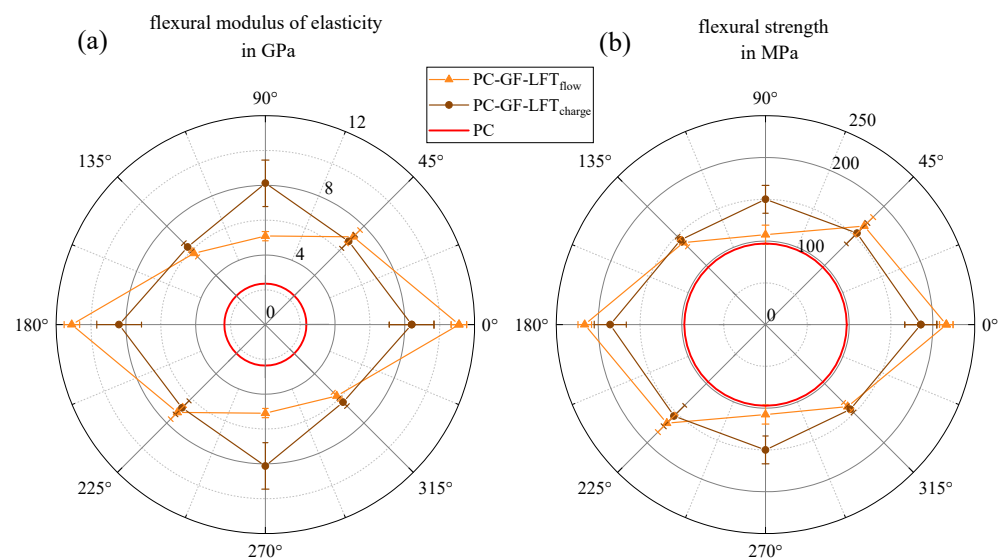 (a)
flexural modulus of elasticity
in GPa
(b)
flexural strength
in MPa
PC-GF-LFTflow
PC-GF-LFTcharge
PC
90°
12
135°
45°
8
4
0
180°
0°
225°
315°
270°
90°
250
135°
200
45°
100
0
180°
0°
225°
315°
270°